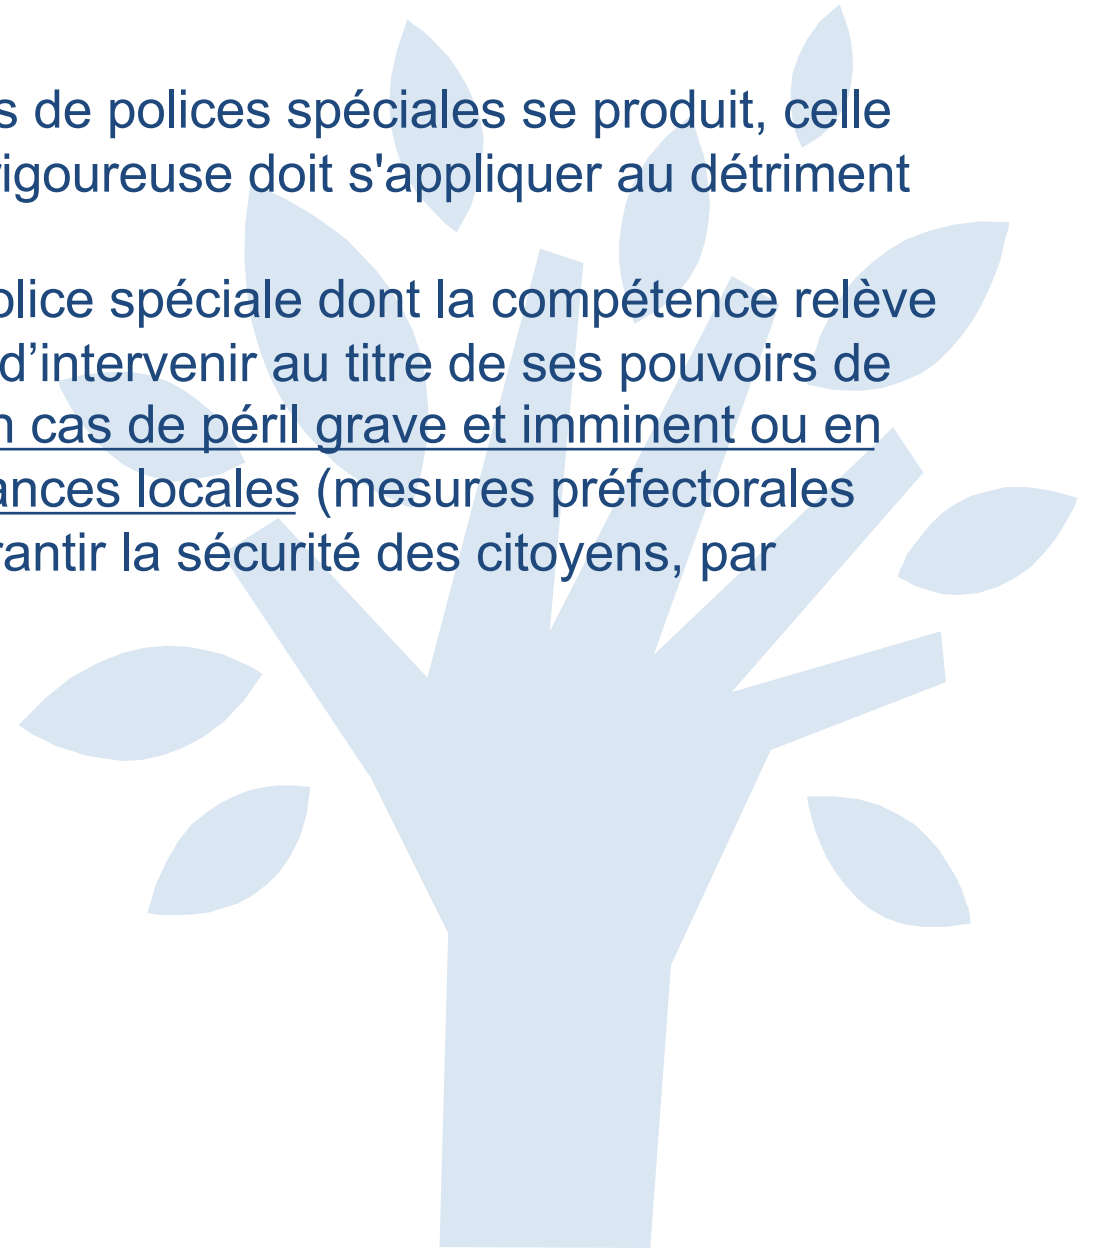 s de polices spéciales se produit, celle
rigoureuse doit s'appliquer au détriment
olice spéciale dont la compétence relève
d’intervenir au titre de ses pouvoirs de
n cas de péril grave et imminent ou en
ances locales (mesures préfectorales
rantir la sécurité des citoyens, par